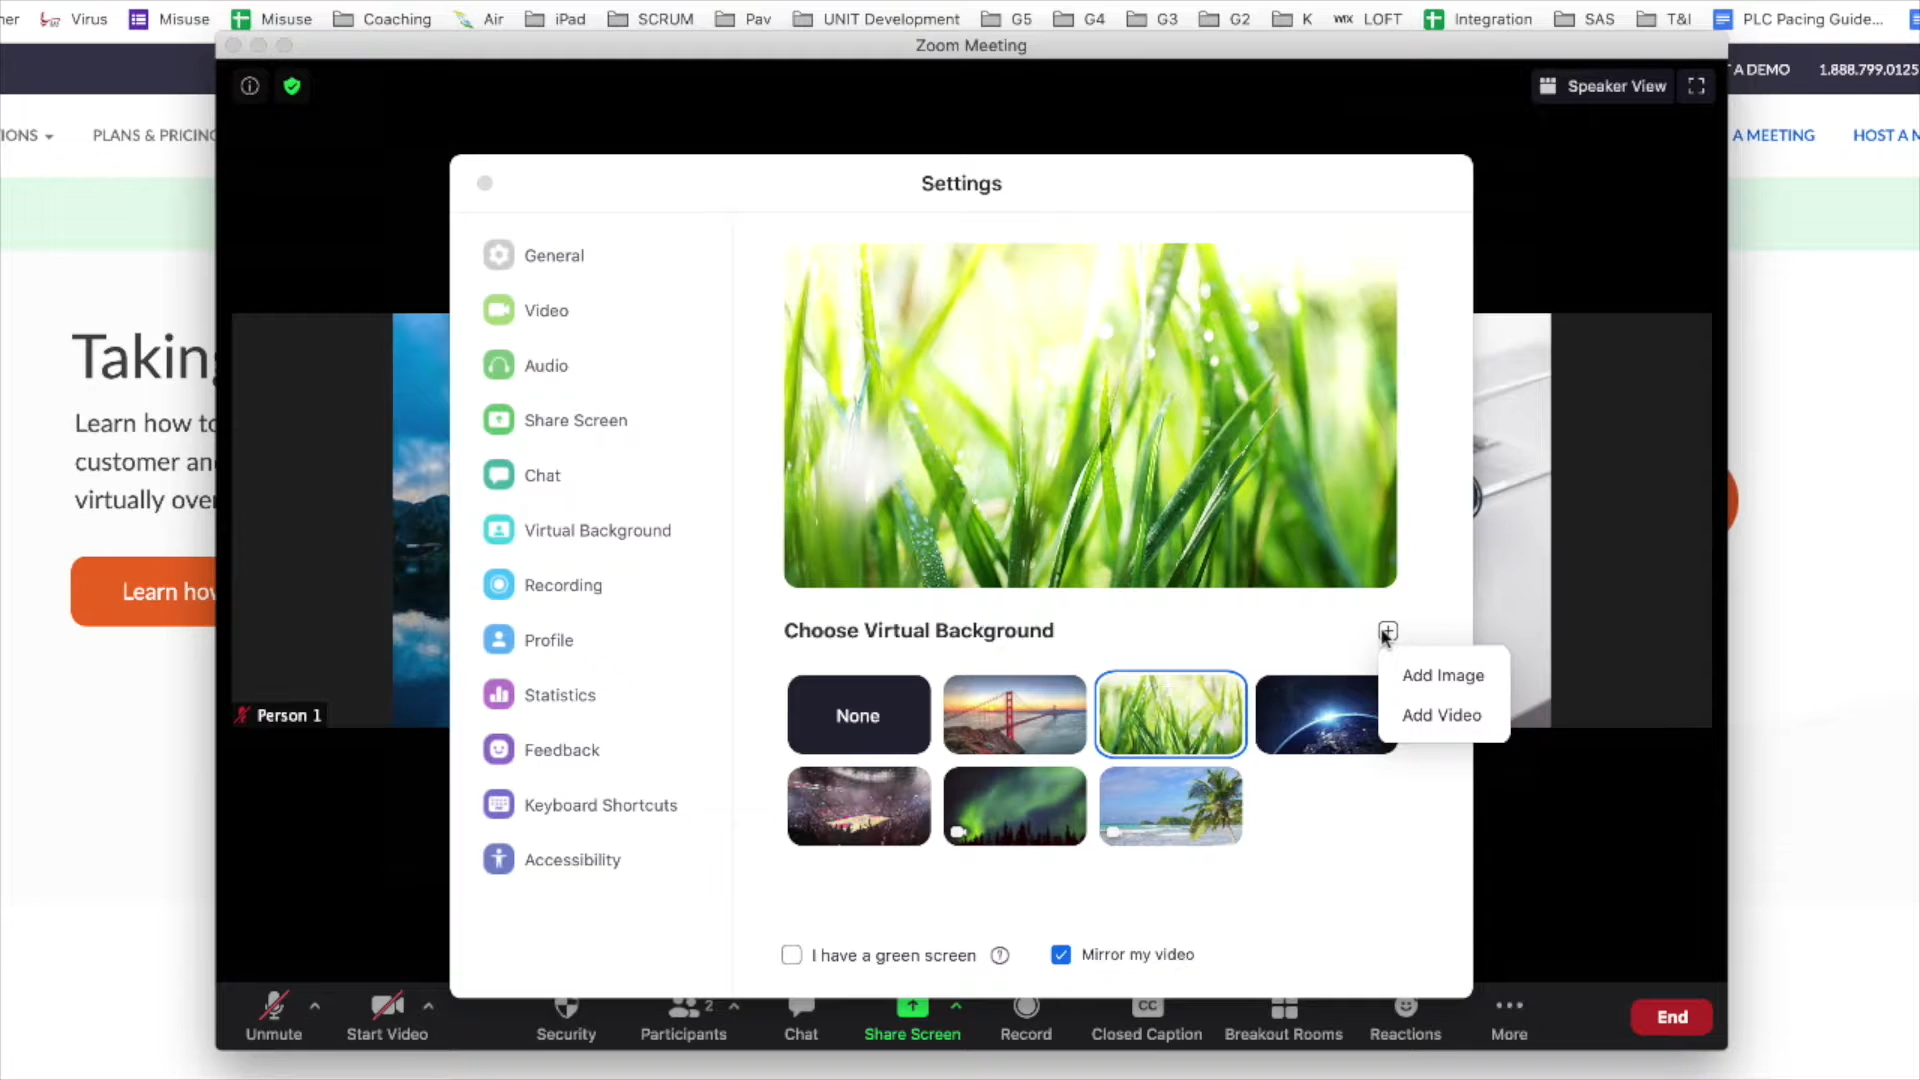 Virus Misuse Misuse Coaching Air iPad SCRUM Pav UNIT Development G5 G4 G3 G2 K WIX LOFT Integration SAS T&I PLC Pacing Guide...
Zoom Meeting
Speaker View
A DEMO 1.888.799.0125
PLANS & PRICING
A MEETING HOST A
Settings
General
Video
Audio
Share Screen
Chat
Virtual Background
Recording
Profile
Statistics
Feedback
Keyboard Shortcuts
Accessibility
Taking
Learn how to
customer an
virtually over
Learn how
Person 1
Choose Virtual Background
Add Image
Add Video
None
I have a green screen ?
Mirror my video
Unmute Start Video Security Participants 2 Chat Share Screen Record CC Closed Caption Breakout Rooms Reactions More End